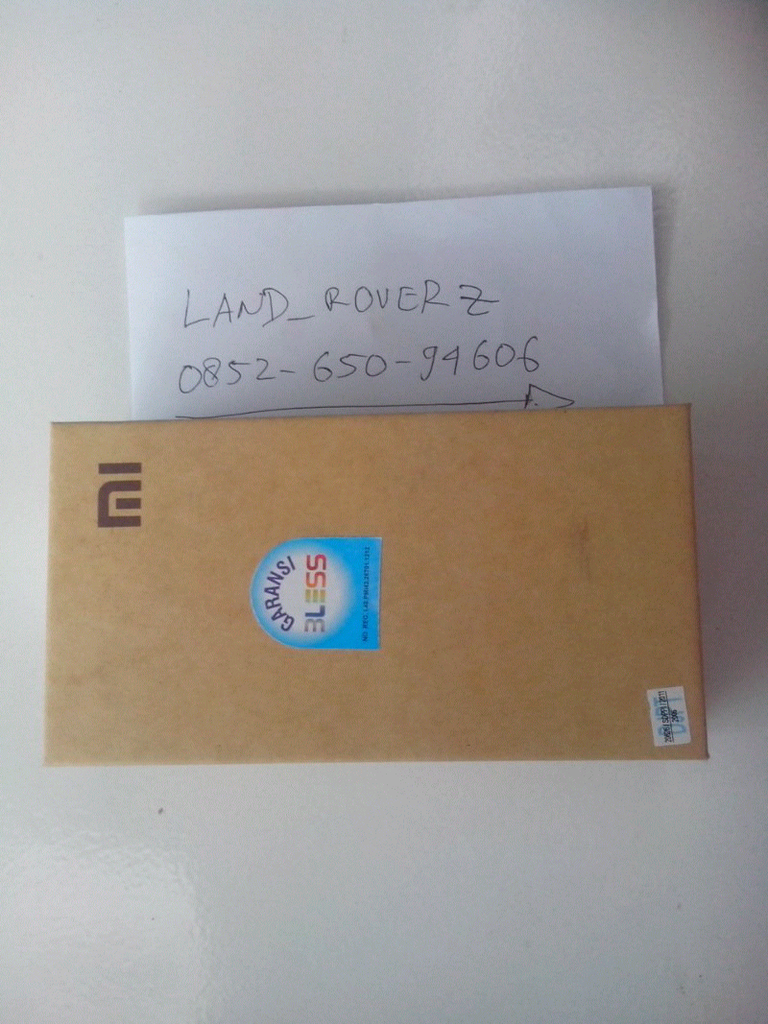 LAND_ROVERZ
0852-650-94606
MI
GARANSI
BLESS